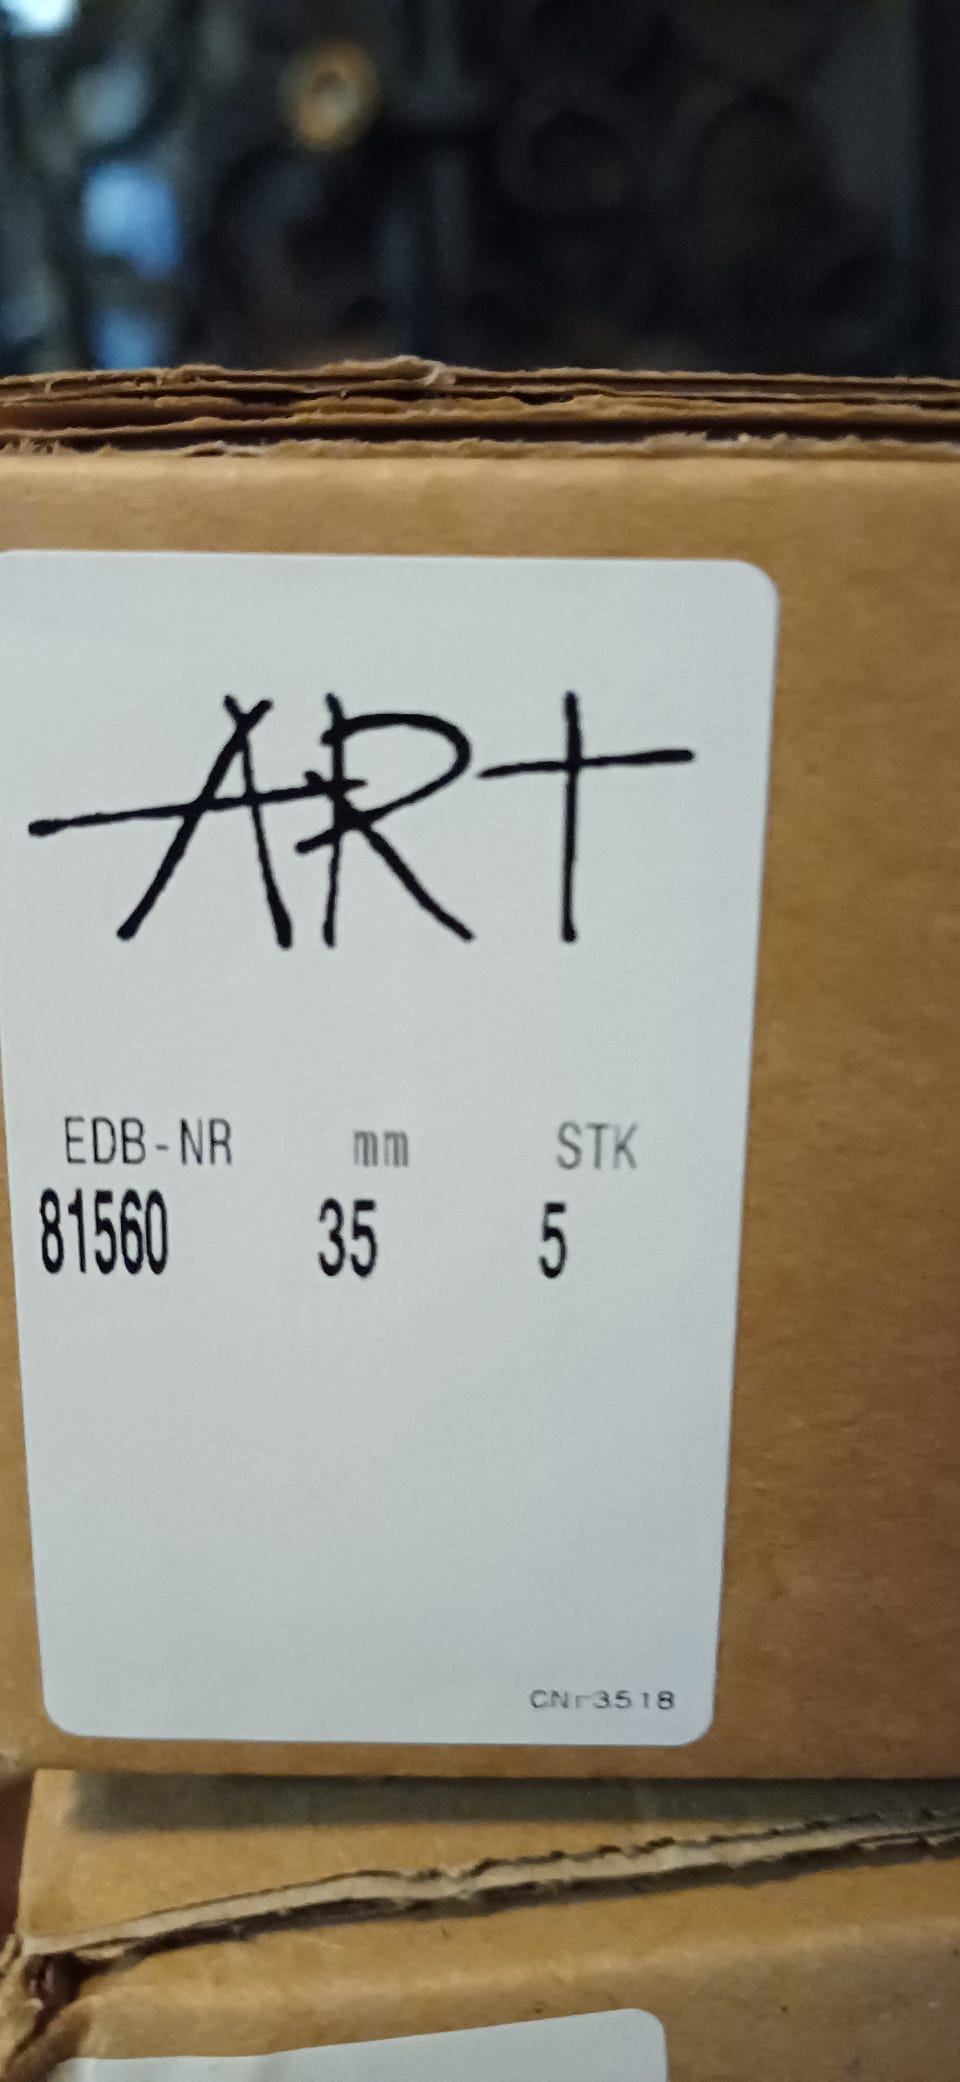 ART
EDB-NR mm STK
81560 35 5
CNr3518